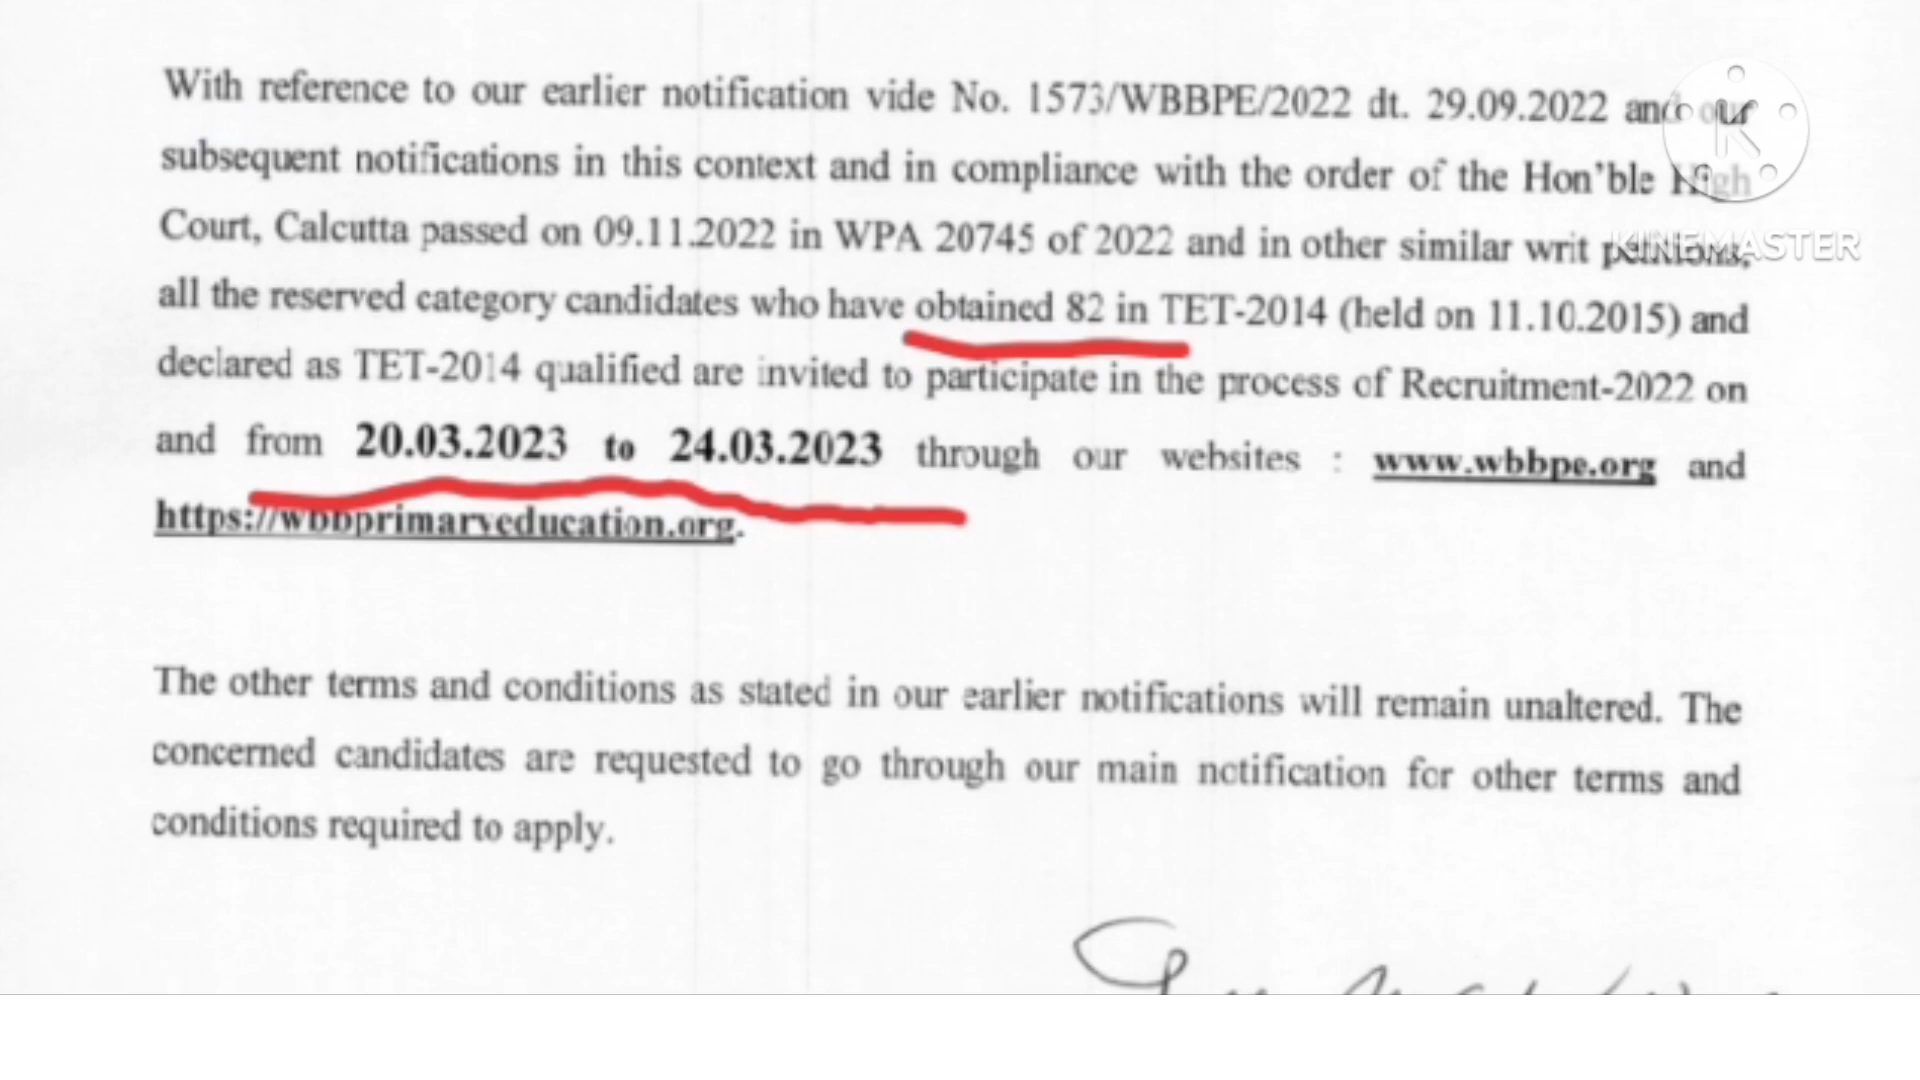 With reference to our earlier notification vide No. 1573/WBBPE/2022 dt. 29.09.2022 and our
subsequent notifications in this context and in compliance with the order of the Hon'ble High
Court, Calcutta passed on 09.11.2022 in WPA 20745 of 2022 and in other similar writ petitions,
all the reserved category candidates who have obtained 82 in TET-2014 (held on 11.10.2015) and
declared as TET-2014 qualified are invited to participate in the process of Recruitment-2022 on
and from 20.03.2023 to 24.03.2023 through our websites : www.wbbpe.org and
https://wbbprimaryeducation.org.
The other terms and conditions as stated in our earlier notifications will remain unaltered. The
concerned candidates are requested to go through our main notification for other terms and
conditions required to apply.
K
KINEMASTER